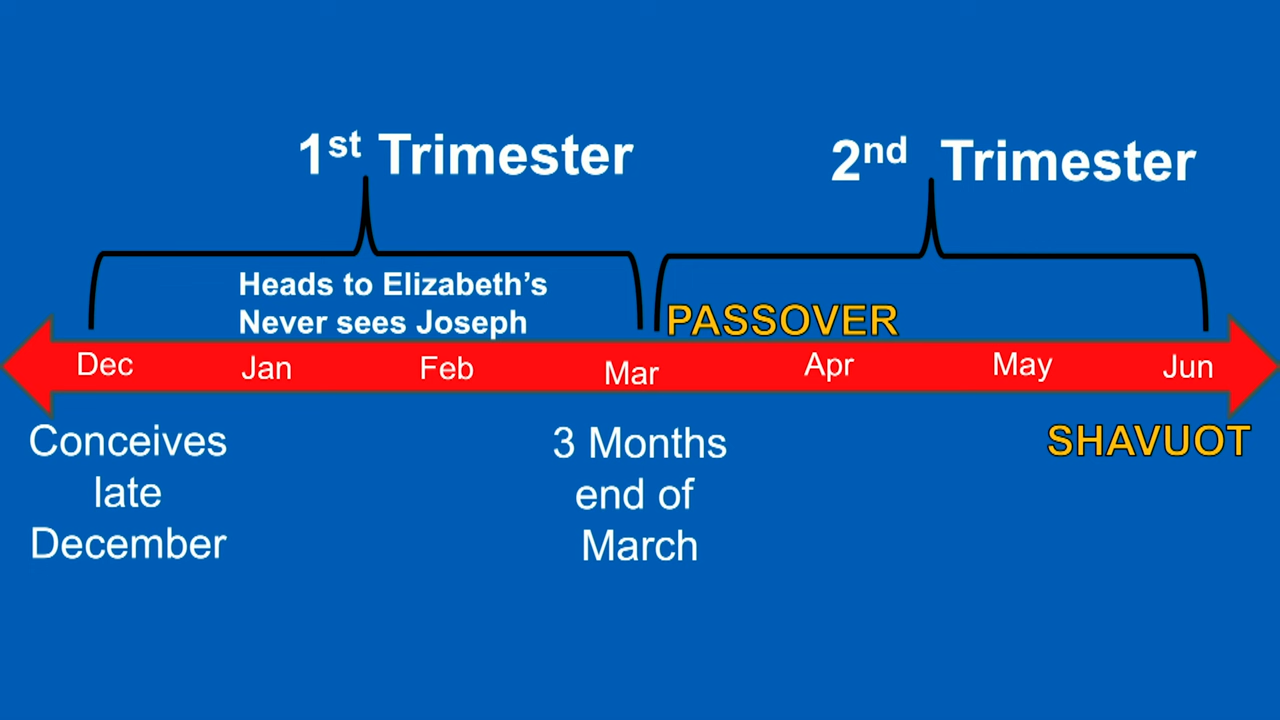 1st Trimester
2nd Trimester
Heads to Elizabeth’s
Never sees Joseph
PASSOVER
Dec Jan Feb Mar Apr May Jun
Conceives
late
December
3 Months
end of
March
SHAVUOT